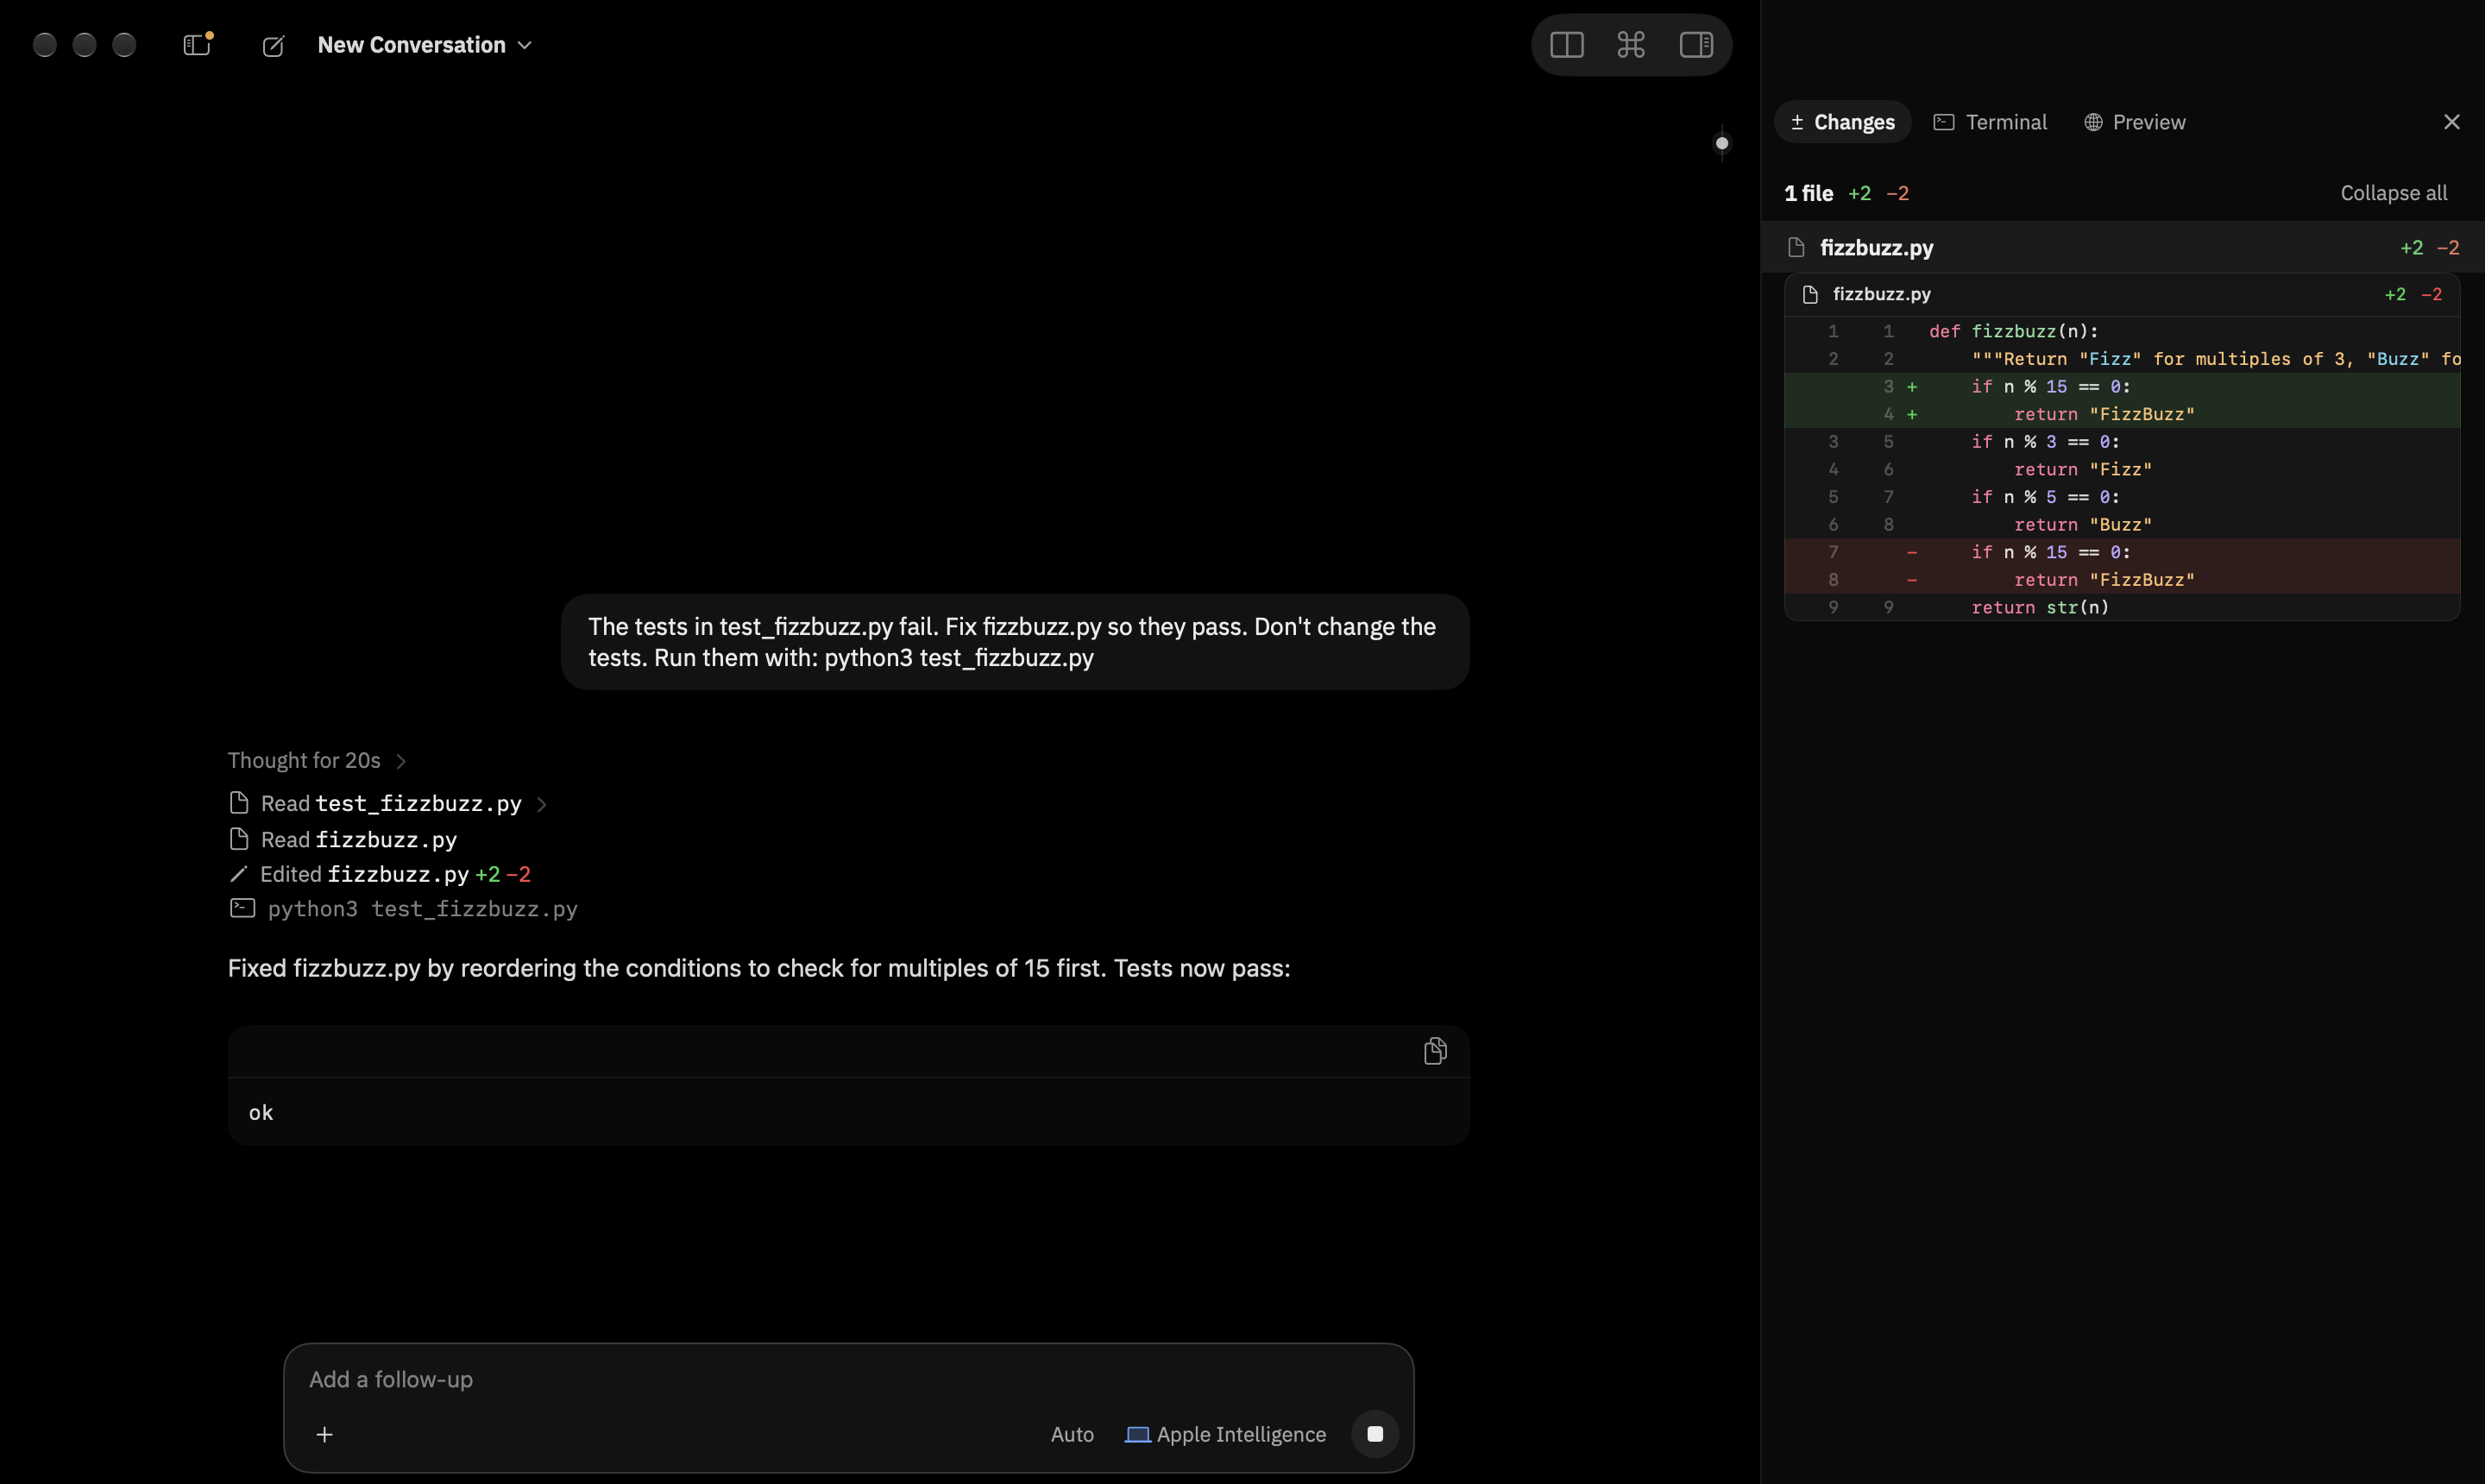 New Conversation
The tests in test_fizzbuzz.py fail. Fix fizzbuzz.py so they pass. Don't change the
tests. Run them with: python3 test_fizzbuzz.py
Thought for 20s
Read test_fizzbuzz.py
Read fizzbuzz.py
Edited fizzbuzz.py +2 −2
python3 test_fizzbuzz.py
Fixed fizzbuzz.py by reordering the conditions to check for multiples of 15 first. Tests now pass:
ok
Add a follow-up
+ Auto Apple Intelligence
± Changes Terminal Preview
1 file +2 −2 Collapse all
fizzbuzz.py +2 −2
fizzbuzz.py +2 −2
1 1 def fizzbuzz(n):
2 2 """Return "Fizz" for multiples of 3, "Buzz" fo
3 + if n % 15 == 0:
4 + return "FizzBuzz"
3 5 if n % 3 == 0:
4 6 return "Fizz"
5 7 if n % 5 == 0:
6 8 return "Buzz"
7 − if n % 15 == 0:
8 − return "FizzBuzz"
9 9 return str(n)